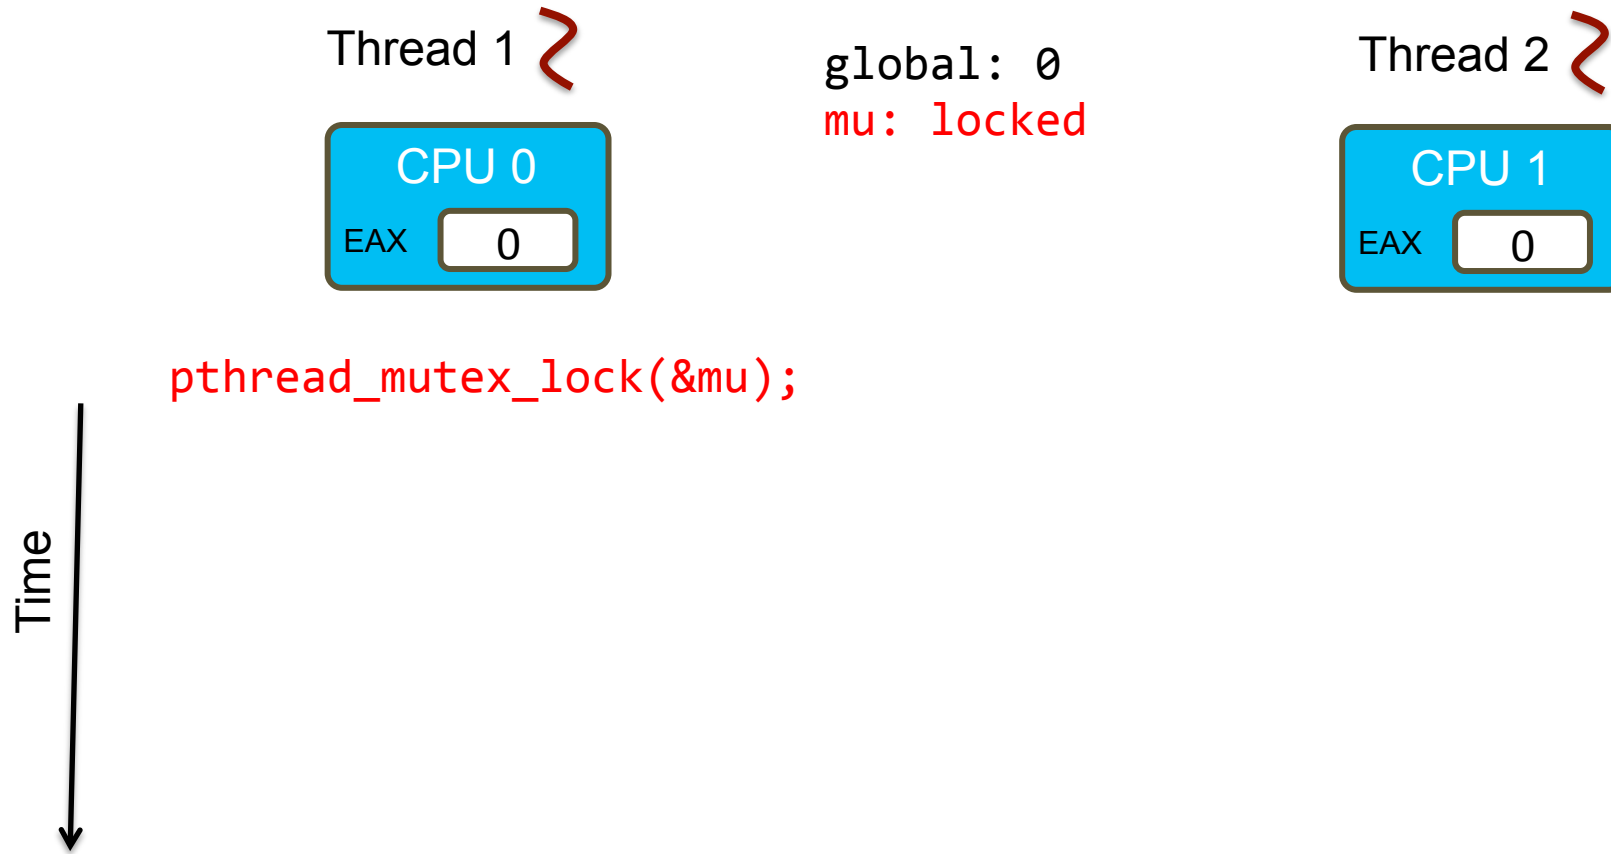 Thread 1
global: 0
mu: locked
Thread 2
CPU 0
EAX 0
CPU 1
EAX 0
pthread_mutex_lock(&mu);
Time